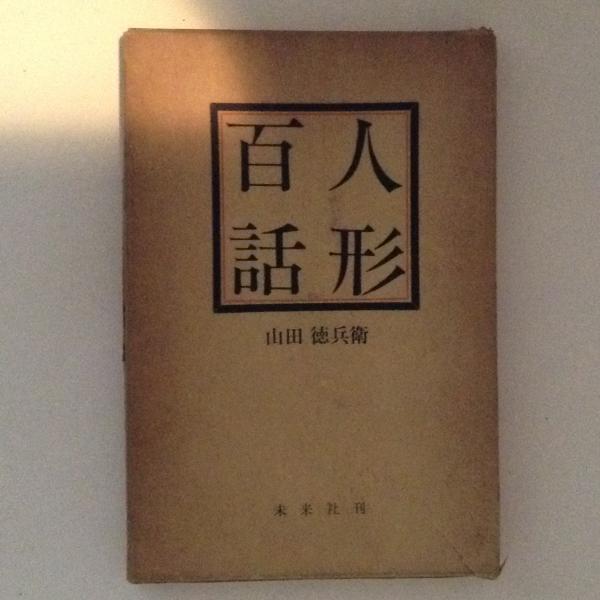 人形
百話
山田 徳兵衛
未来社刊